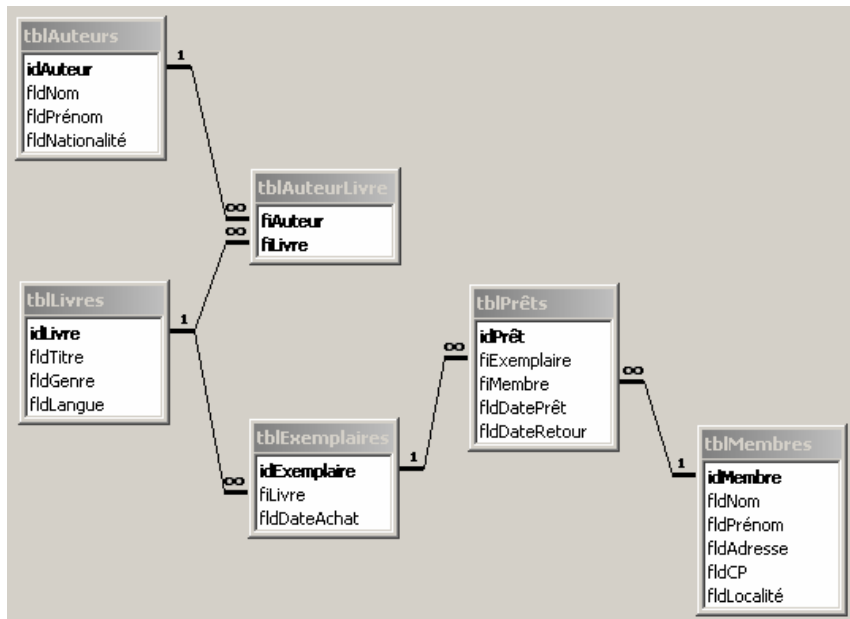 tblAuteurs
idAuteur
fldNom
fldPrénom
fldNationalité
1
∞
∞
tblAuteurLivre
fiAuteur
fiLivre
tblLivres
idLivre
fldTitre
fldGenre
fldLangue
1
∞
tblExemplaires
idExemplaire
fiLivre
fldDateAchat
1
∞
tblPrêts
idPrêt
fiExemplaire
fiMembre
fldDatePrêt
fldDateRetour
∞
1
tblMembres
idMembre
fldNom
fldPrénom
fldAdresse
fldCP
fldLocalité